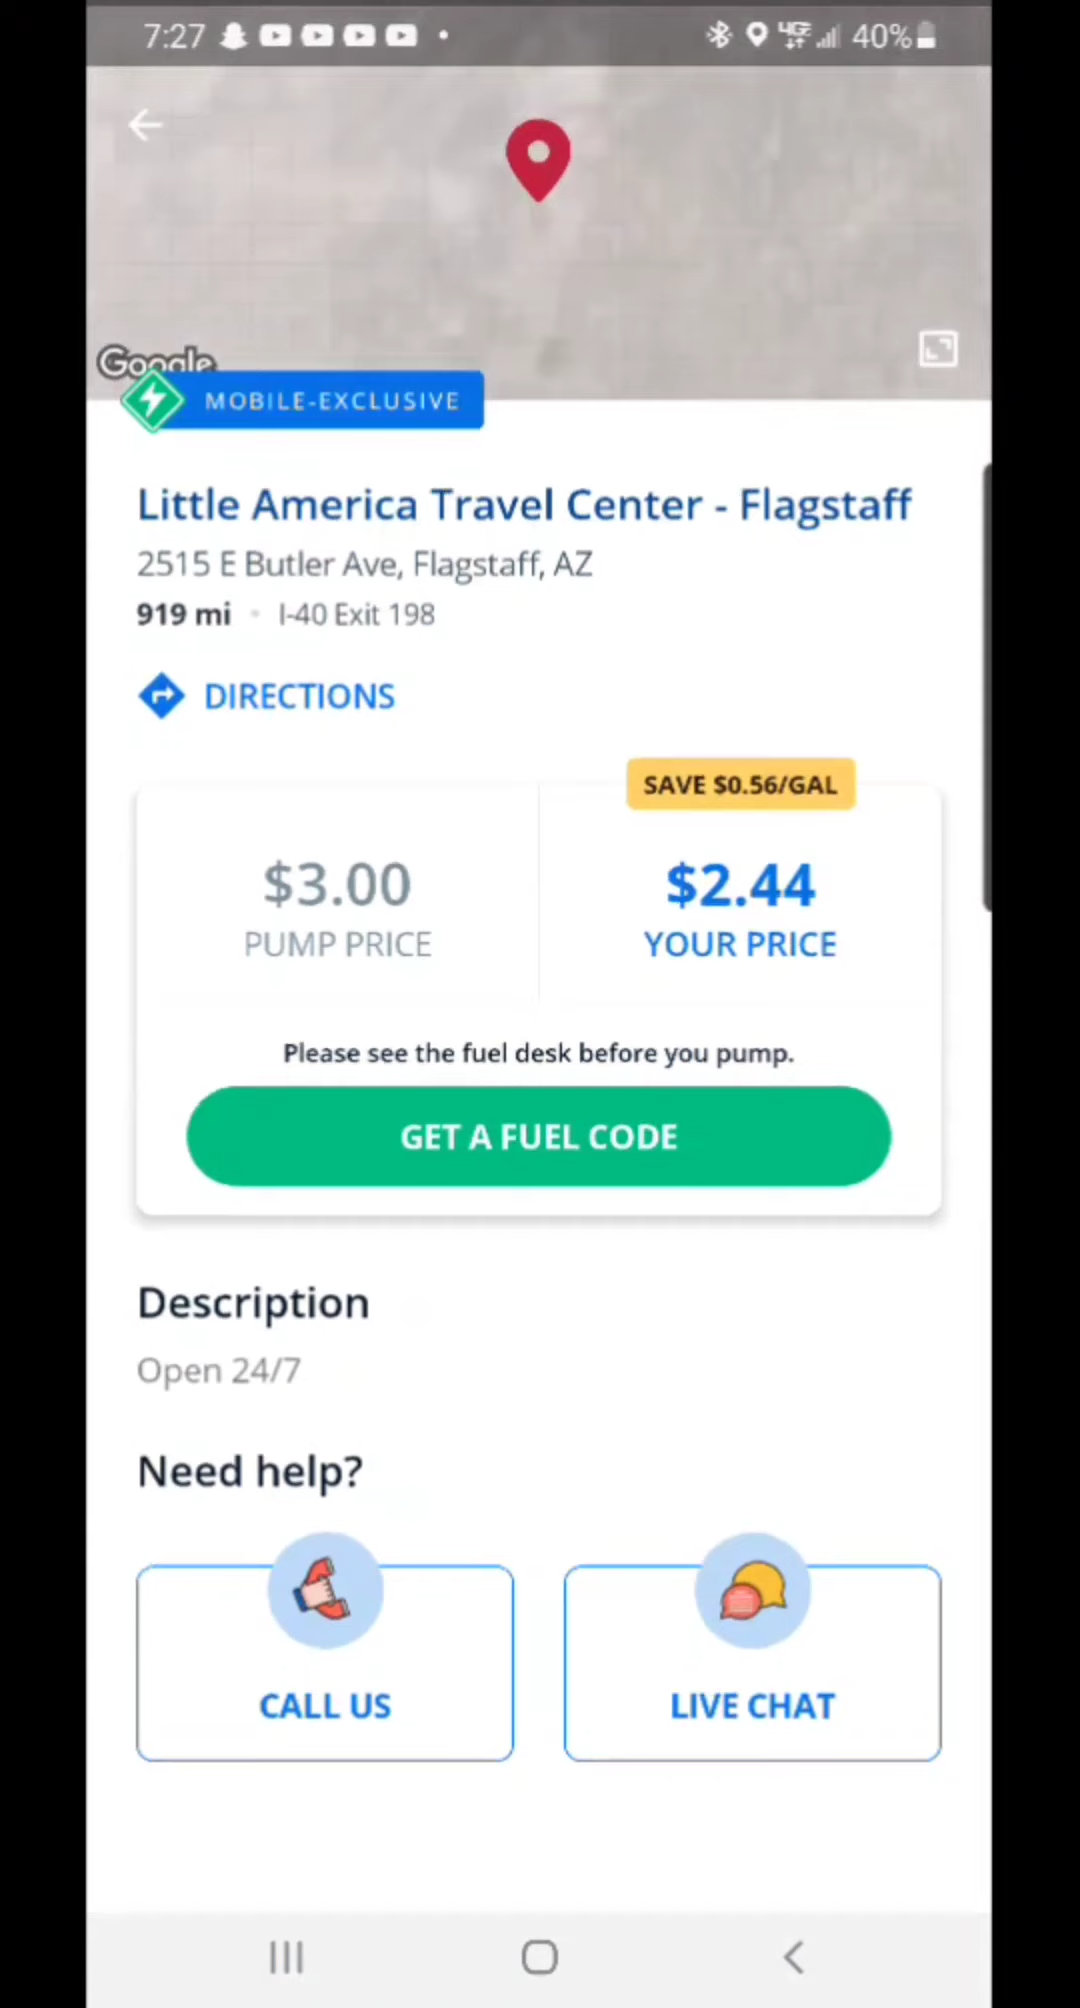 7:27 40%
Google
MOBILE-EXCLUSIVE
Little America Travel Center - Flagstaff
2515 E Butler Ave, Flagstaff, AZ
919 mi • I-40 Exit 198
DIRECTIONS
SAVE $0.56/GAL
$3.00 $2.44
PUMP PRICE YOUR PRICE
Please see the fuel desk before you pump.
GET A FUEL CODE
Description
Open 24/7
Need help?
CALL US LIVE CHAT